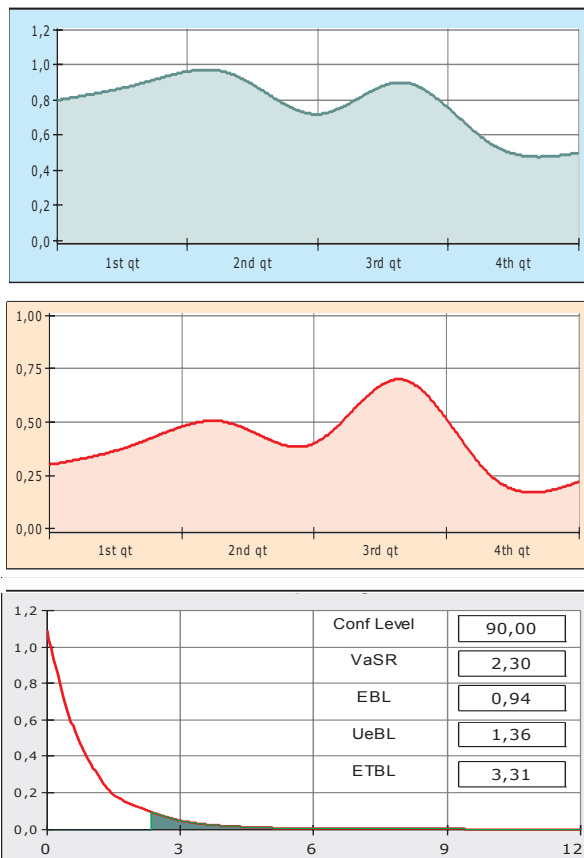 1,2
1,0
0,8
0,6
0,4
0,2
0,0
1st qt 2nd qt 3rd qt 4th qt
1,00
0,75
0,50
0,25
0,00
1st qt 2nd qt 3rd qt 4th qt
1,2
1,0
0,8
0,6
0,4
0,2
0,0
Conf Level 90,00
VaSR 2,30
EBL 0,94
UeBL 1,36
ETBL 3,31
0 3 6 9 12